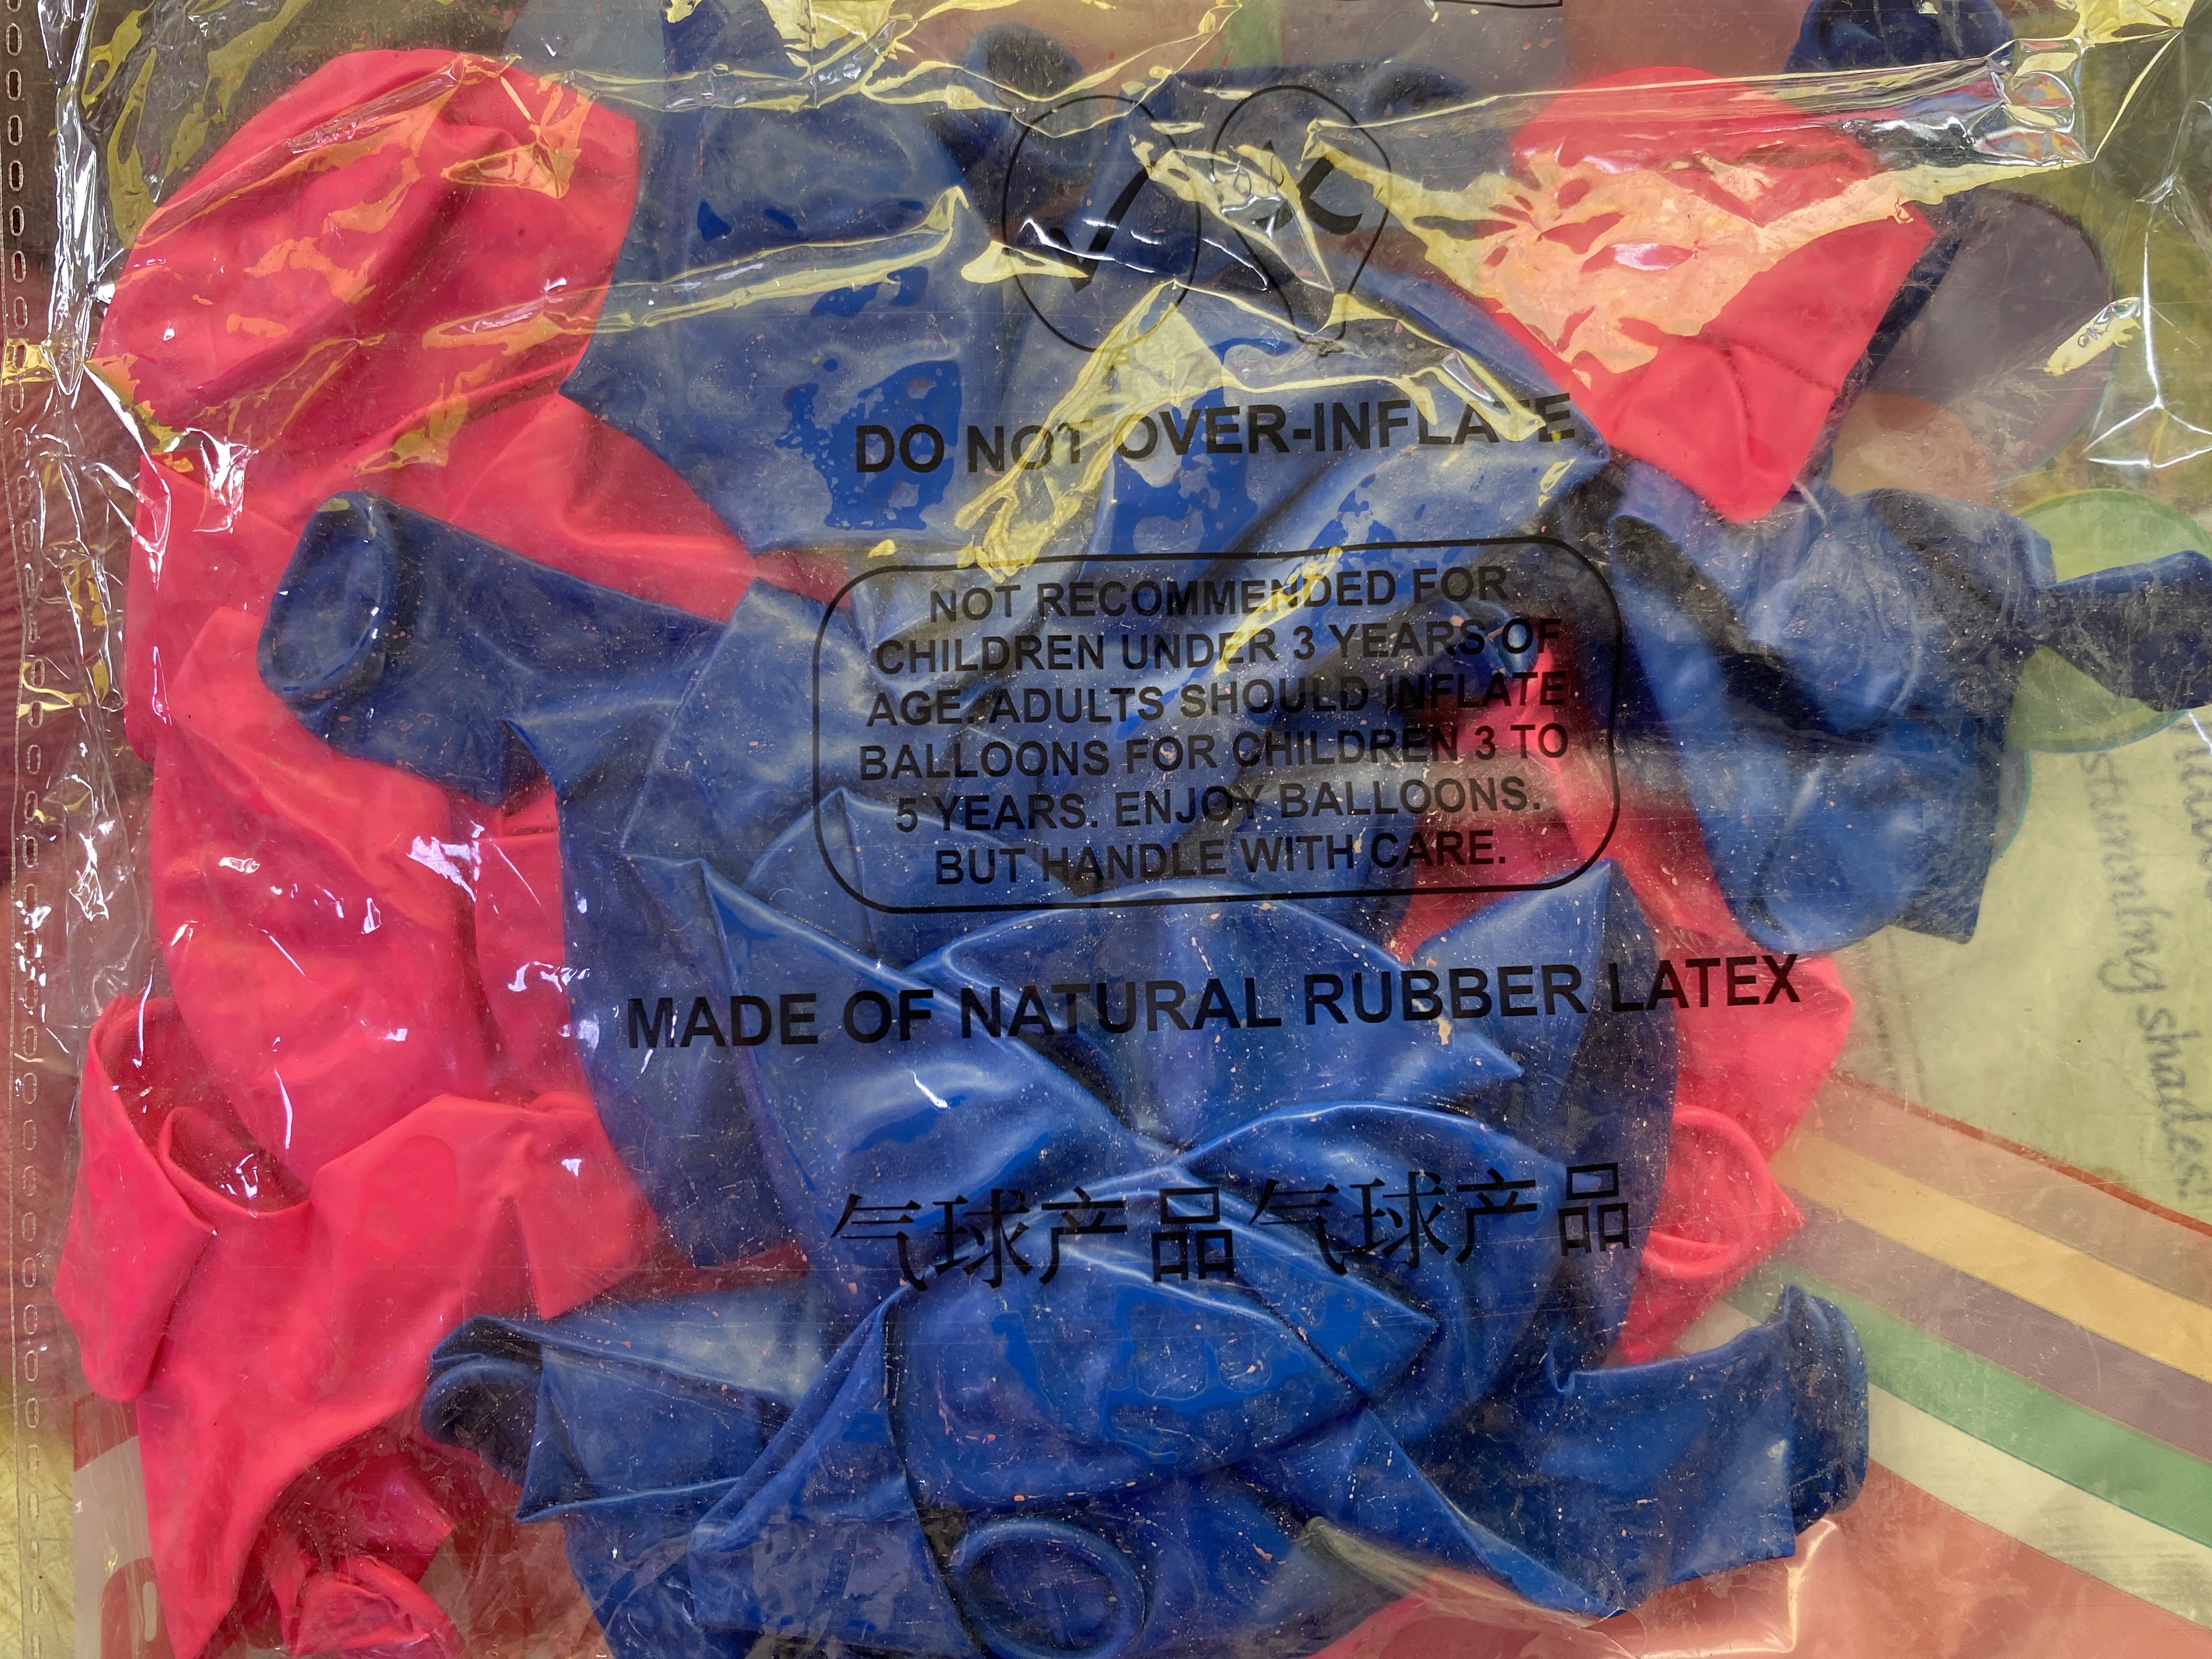 DO NOT OVER-INFLATE
NOT RECOMMENDED FOR
CHILDREN UNDER 3 YEARS OF
AGE. ADULTS SHOULD INFLATE
BALLOONS FOR CHILDREN 3 TO
5 YEARS. ENJOY BALLOONS.
BUT HANDLE WITH CARE.
MADE OF NATURAL RUBBER LATEX
气球产品气球产品
stunning shades!